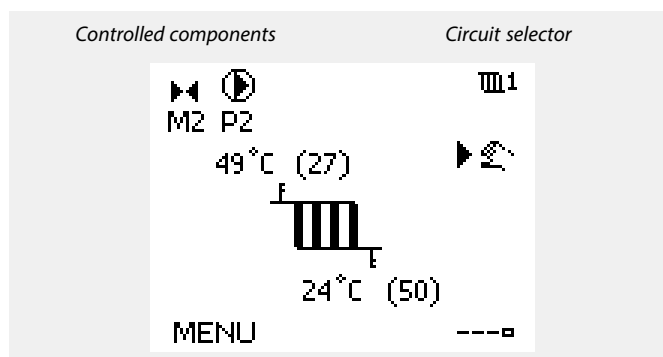 Controlled components Circuit selector
1
M2 P2
49°C (27)
24°C (50)
MENU ---